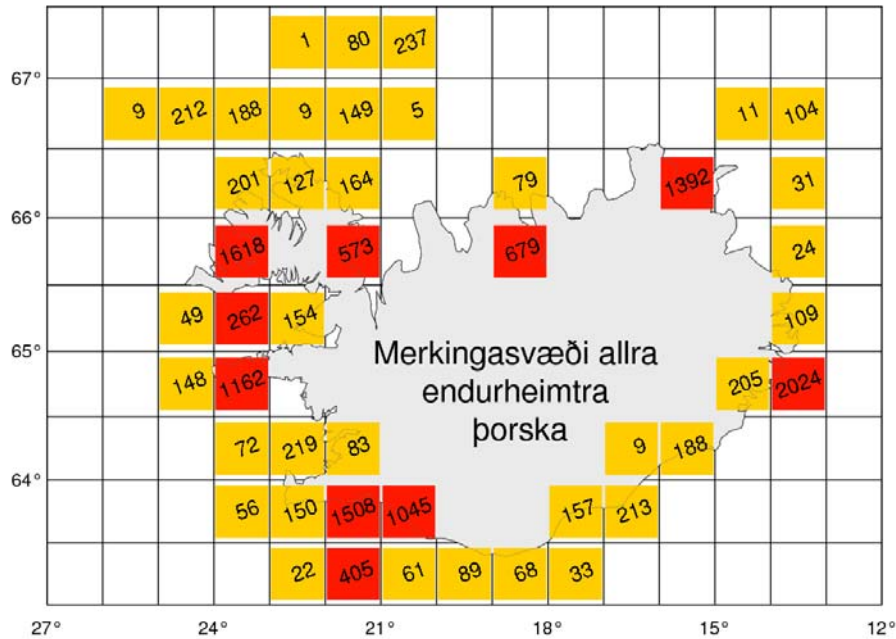 1 80 237
67°
9 212 188 9 149 5 11 104
201 127 164 79 1392 31
66°
1618 573 679 24
49 262 154 109
65°
Merkingasvæði allra
endurheimtra
þorska
148 1162 205 2024
72 219 83 9 188
64°
56 150 1508 1045 157 213
22 405 61 89 68 33
27° 24° 21° 18° 15° 12°